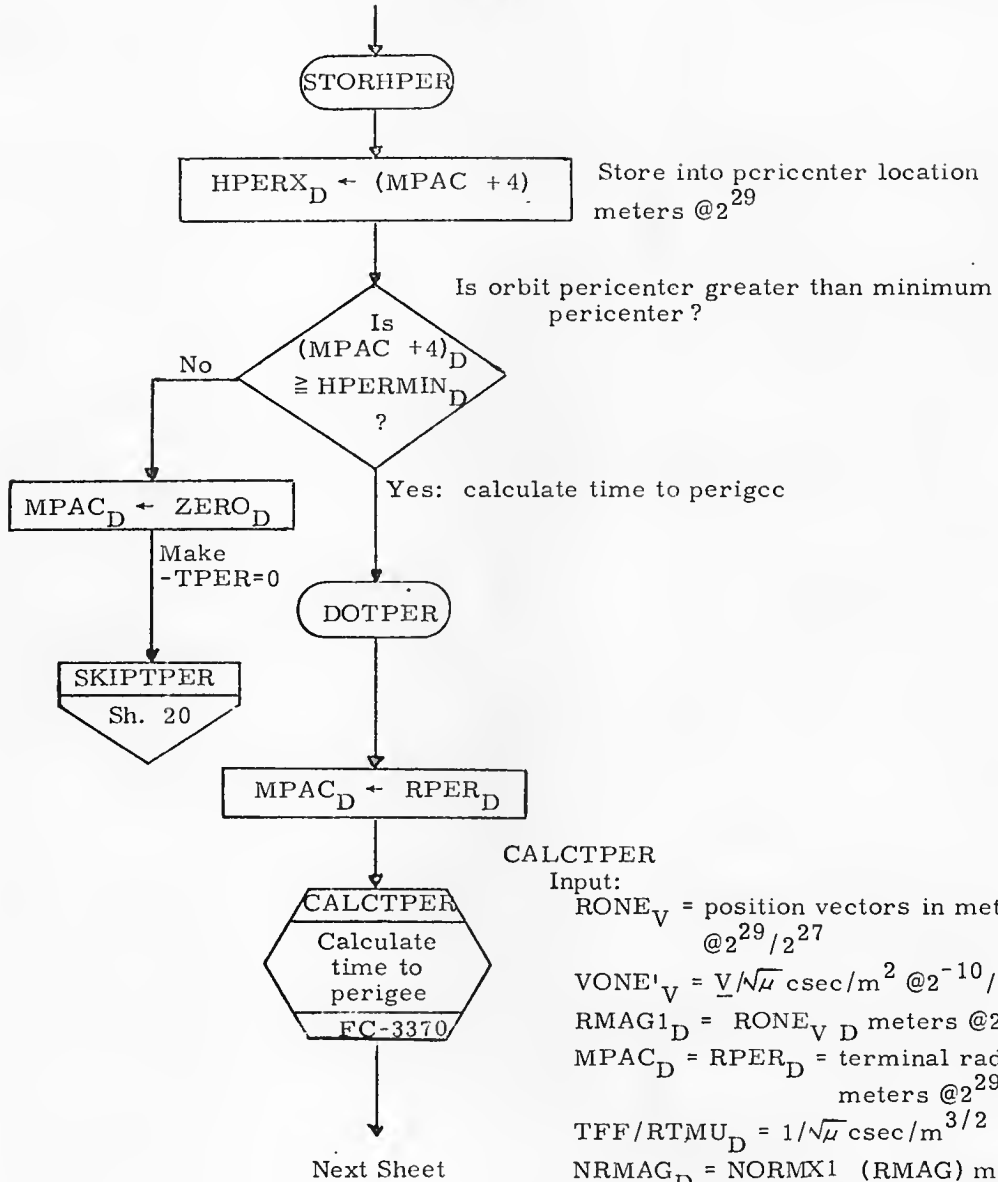 STORHPER
HPERX_D ← (MPAC +4)
Store into pericenter location
meters @2^29
Is orbit pericenter greater than minimum
pericenter ?
Is
(MPAC +4)_D
≧ HPERMIN_D
?
No
Yes: calculate time to perigee
MPAC_D ← ZERO_D
Make
-TPER=0
DOTPER
SKIPTPER
Sh. 20
MPAC_D ← RPER_D
CALCTPER
Calculate
time to
perigee
FC-3370
Next Sheet
CALCTPER
Input:
RONE_V = position vectors in met
@2^29/2^27
VONE'_V = V/√μ csec/m^2 @2^-10/
RMAG1_D = RONE_V D meters @2
MPAC_D = RPER_D = terminal rad
meters @2^29
TFF/RTMU_D = 1/√μ csec/m^3/2
NRMAG_D = NORMX1 (RMAG) m